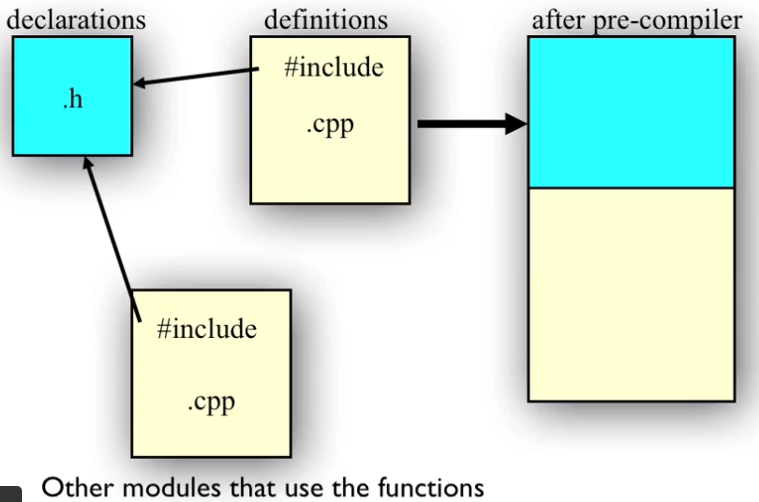 declarations
definitions
after pre-compiler
.h
#include
.cpp
#include
.cpp
Other modules that use the functions